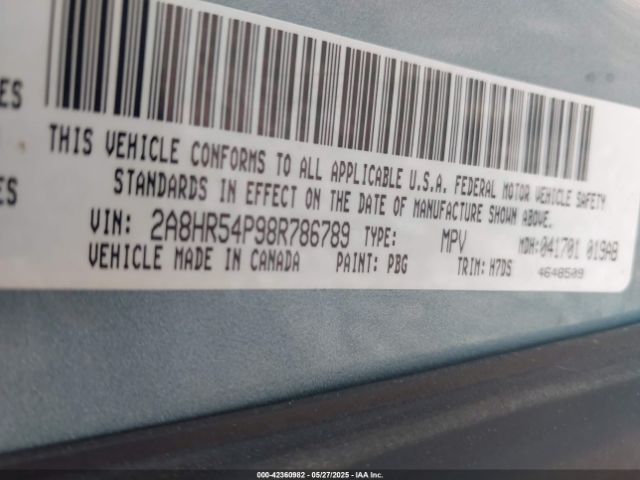 ES
THIS VEHICLE CONFORMS TO ALL APPLICABLE U.S.A. FEDERAL MOTOR VEHICLE SAFETY
STANDARDS IN EFFECT ON THE DATE OF MANUFACTURE SHOWN ABOVE.
ES
VIN: 2A8HR54P98R786789 TYPE: MPV MDH:041701 019AB
VEHICLE MADE IN CANADA PAINT: PBG TRIM: H7DS
4648509
000-42360982 - 05/27/2025 - IAA Inc.